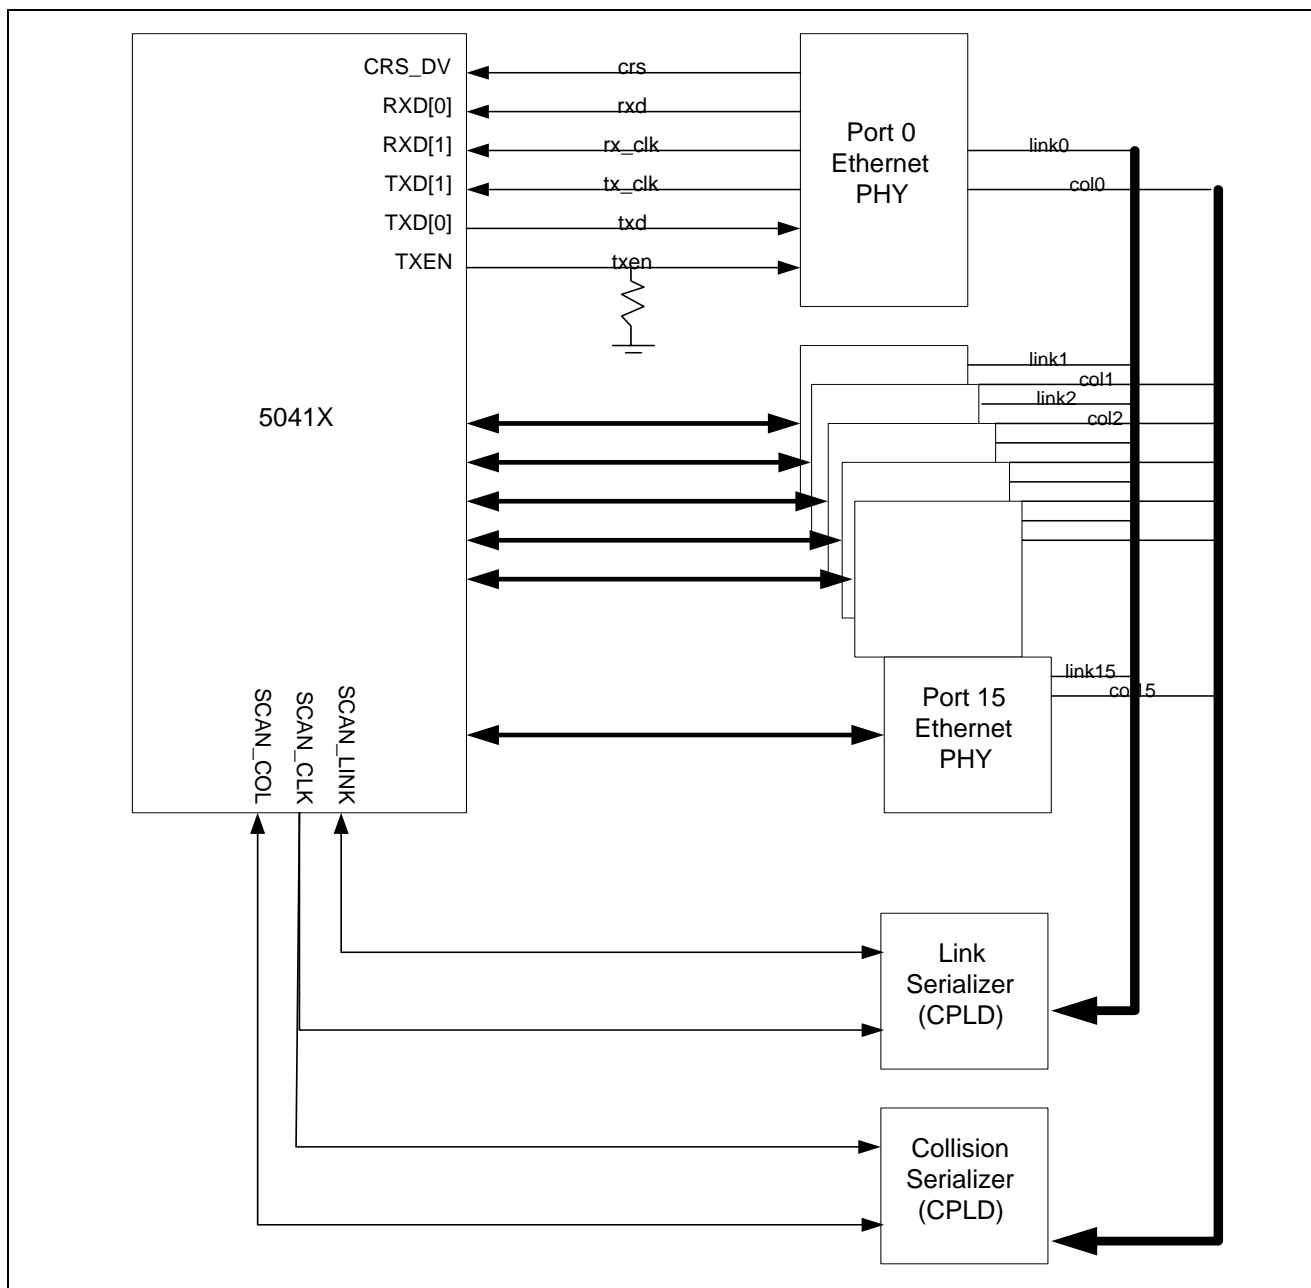 CRS_DV
crs
RXD[0]
rxd
RXD[1]
rx_clk
TXD[1]
tx_clk
TXD[0]
txd
TXEN
txen
Port 0
Ethernet
PHY
link0
col0
link1
col1
link2
col2
5041X
link15
col15
Port 15
Ethernet
PHY
SCAN_COL
SCAN_CLK
SCAN_LINK
Link
Serializer
(CPLD)
Collision
Serializer
(CPLD)